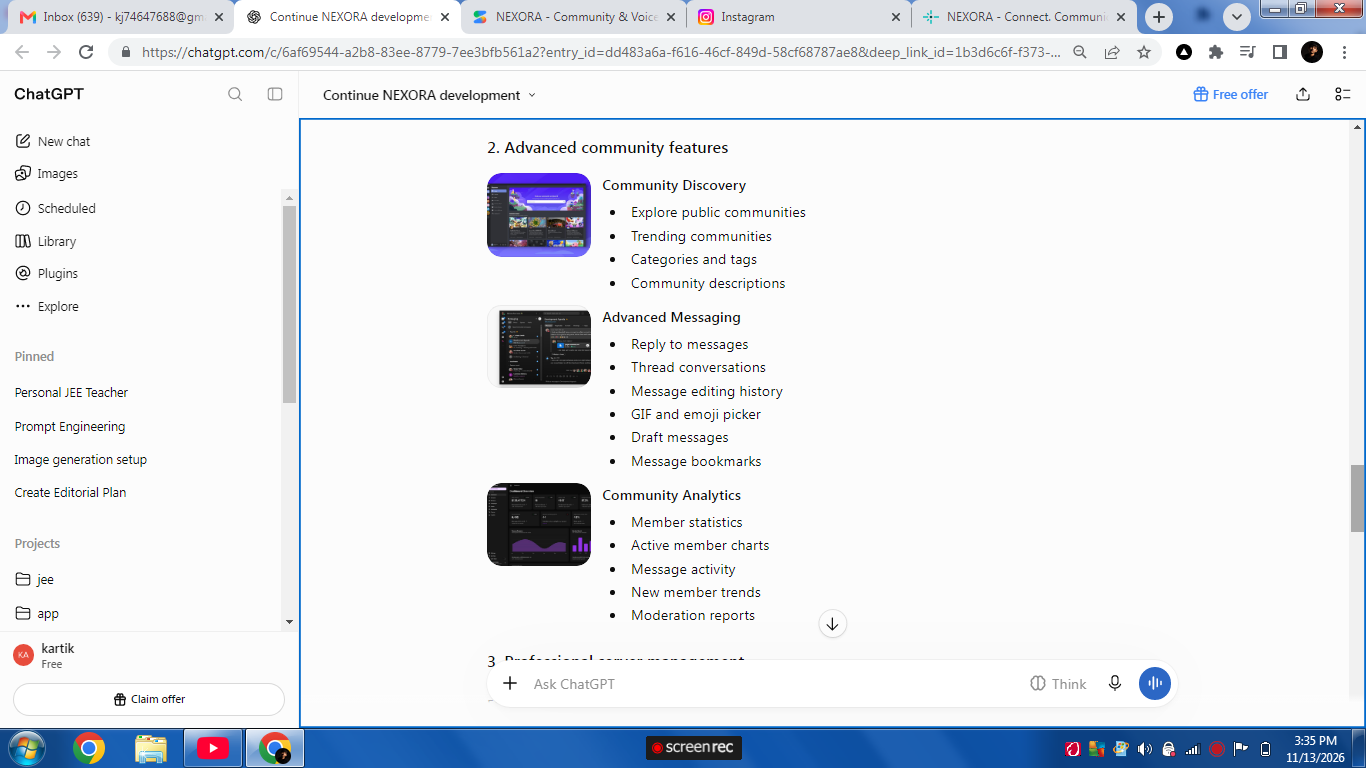 Inbox (639) - kj74647688@gm
Continue NEXORA developme
NEXORA - Community & Voice
Instagram
NEXORA - Connect. Communi
https://chatgpt.com/c/6af69544-a2b8-83ee-8779-7ee3bfb561a2?entry_id=dd483a6a-f616-46cf-849d-58cf68787ae8&deep_link_id=1b3d6c6f-f373-...
ChatGPT
Continue NEXORA development
Free offer
New chat
Images
Scheduled
Library
Plugins
Explore
Pinned
Personal JEE Teacher
Prompt Engineering
Image generation setup
Create Editorial Plan
Projects
jee
app
KA
kartik
Free
Claim offer
2. Advanced community features
Community Discovery
• Explore public communities
• Trending communities
• Categories and tags
• Community descriptions
Advanced Messaging
• Reply to messages
• Thread conversations
• Message editing history
• GIF and emoji picker
• Draft messages
• Message bookmarks
Community Analytics
• Member statistics
• Active member charts
• Message activity
• New member trends
• Moderation reports
3. Professional server management
Ask ChatGPT
Think
screenrec
3:35 PM
11/13/2026